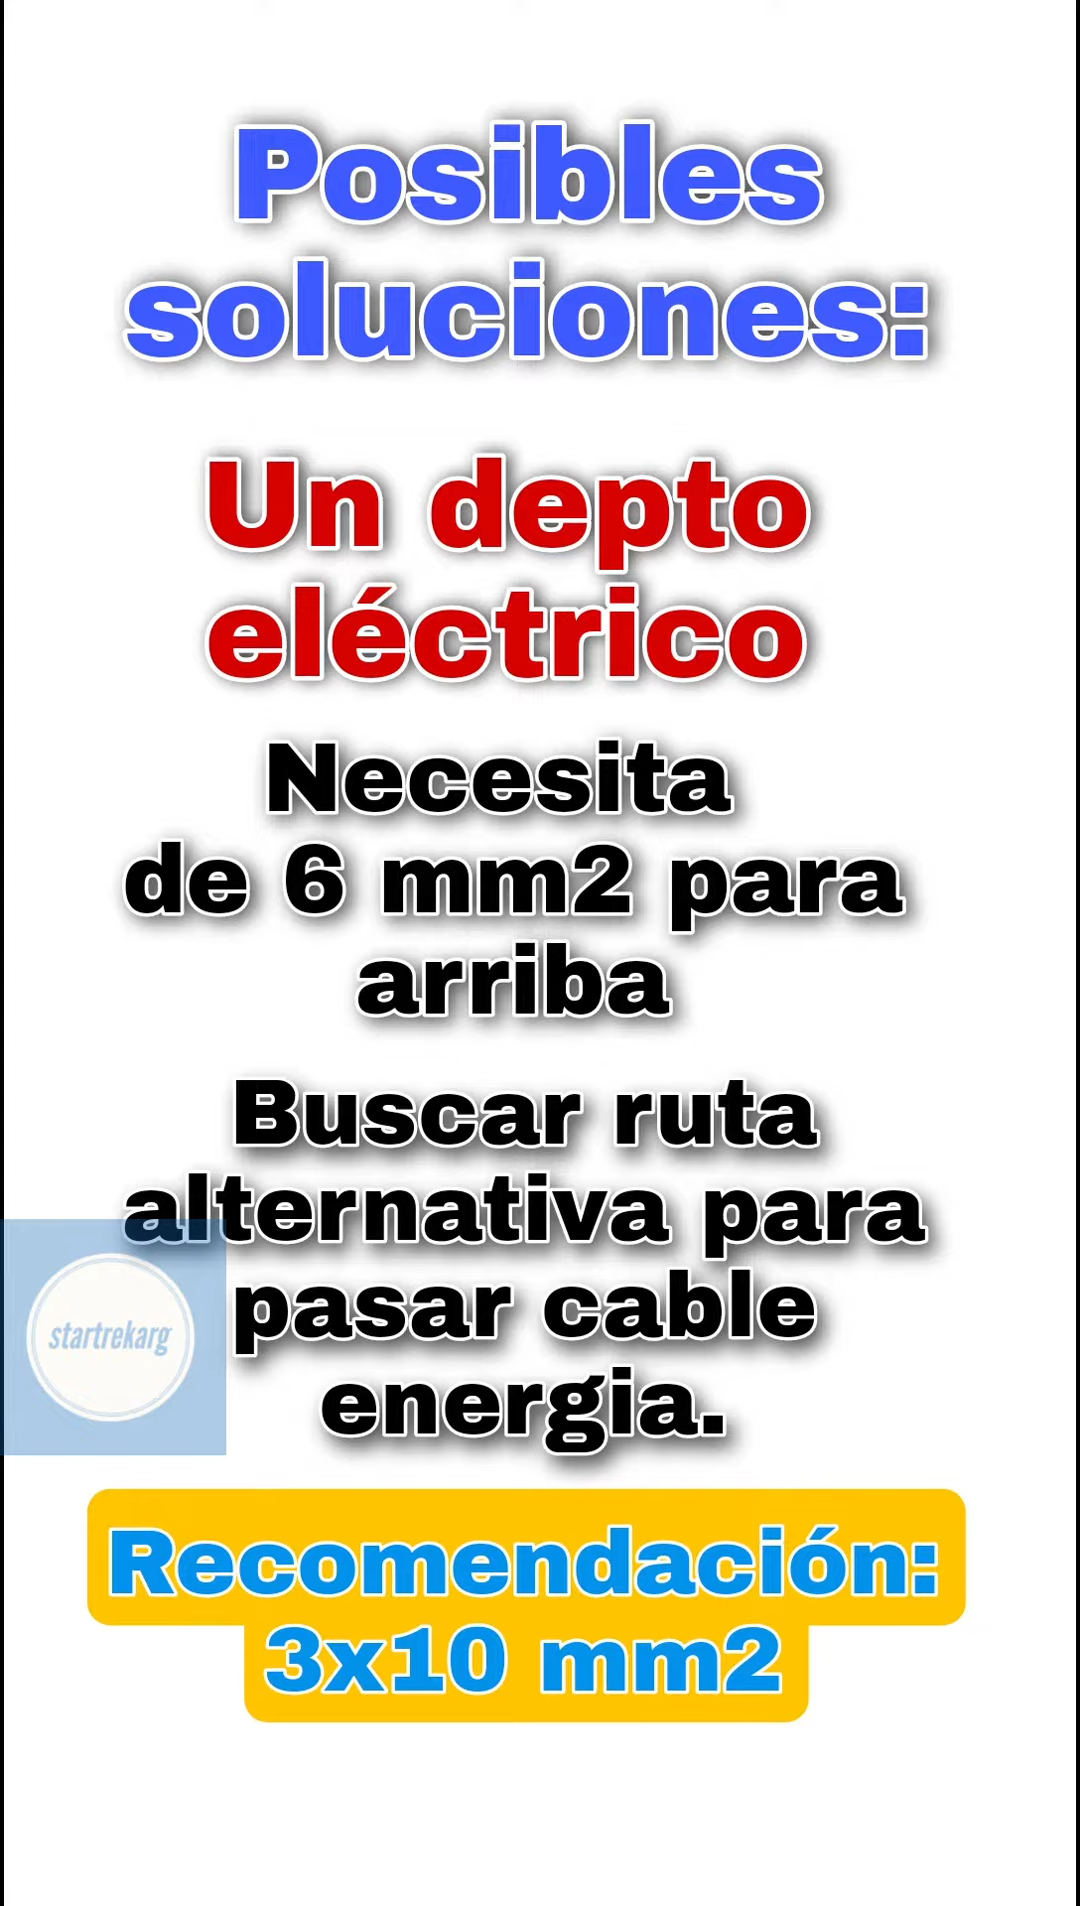 Posibles
soluciones:
Un depto
eléctrico
Necesita
de 6 mm2 para
arriba
Buscar ruta
alternativa para
pasar cable
energia.
startrekarg
Recomendación:
3x10 mm2